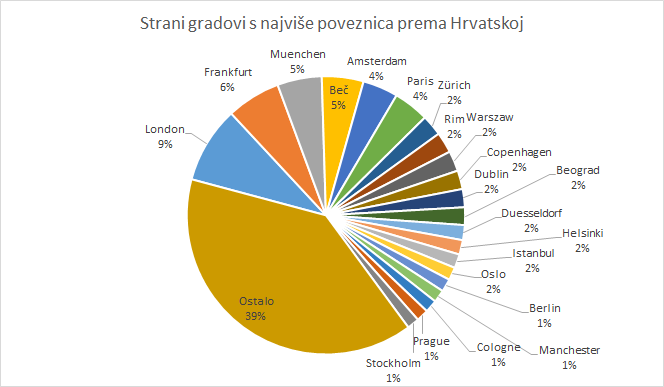 Strani gradovi s najviše poveznica prema Hrvatskoj
London
9%
Frankfurt
6%
Muenchen
5%
Beč
5%
Amsterdam
4%
Paris
4%
Zürich
2%
Rim
2%
Warszaw
2%
Copenhagen
2%
Dublin
2%
Beograd
2%
Duesseldorf
2%
Helsinki
2%
Istanbul
2%
Oslo
2%
Berlin
1%
Manchester
1%
Cologne
1%
Prague
1%
Stockholm
1%
Ostalo
39%